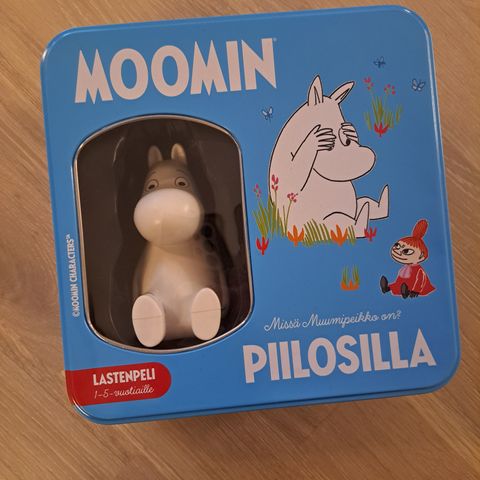 MOOMIN®
©MOOMIN CHARACTERS™
Missä Muumipeikko on?
PIILOSILLA
LASTENPELI
1-5-vuotiaille